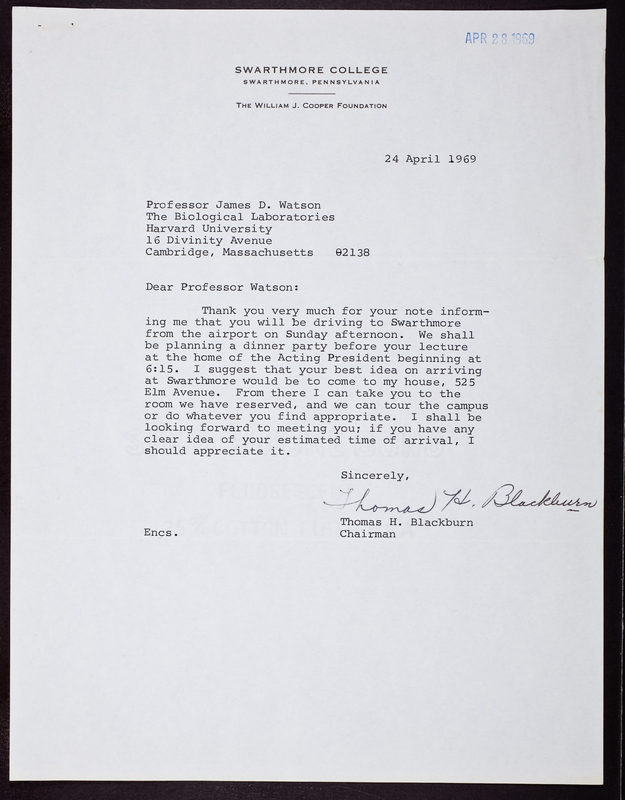 APR 28 1969
SWARTHMORE COLLEGE
SWARTHMORE, PENNSYLVANIA
THE WILLIAM J. COOPER FOUNDATION
24 April 1969
Professor James D. Watson
The Biological Laboratories
Harvard University
16 Divinity Avenue
Cambridge, Massachusetts 02138
Dear Professor Watson:
Thank you very much for your note inform-
ing me that you will be driving to Swarthmore
from the airport on Sunday afternoon. We shall
be planning a dinner party before your lecture
at the home of the Acting President beginning at
6:15. I suggest that your best idea on arriving
at Swarthmore would be to come to my house, 525
Elm Avenue. From there I can take you to the
room we have reserved, and we can tour the campus
or do whatever you find appropriate. I shall be
looking forward to meeting you; if you have any
clear idea of your estimated time of arrival, I
should appreciate it.
Sincerely,
Thomas H. Blackburn
Thomas H. Blackburn
Encs. Chairman